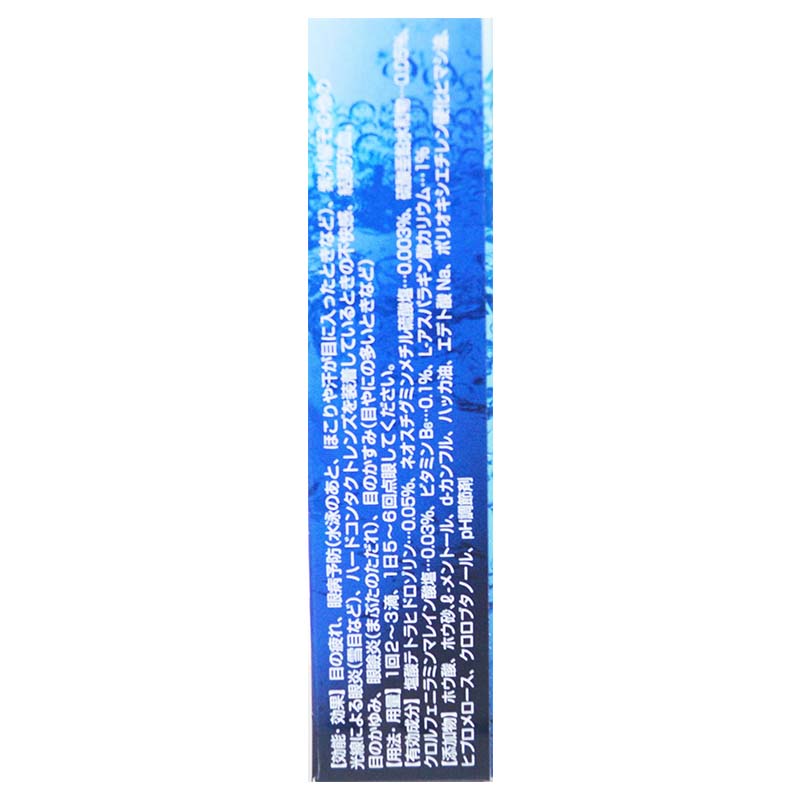 [効能・効果] 目の疲れ、眼病予防(水泳のあと、ほこりや汗が目に入ったときなど)、紫外線その他の
光線による眼炎(雪目など)、ハードコンタクトレンズを装着しているときの不快感、結膜充血、
目のかゆみ、眼瞼炎(まぶたのただれ)、目のかすみ(目やにの多いときなど)
[用法・用量] 1回2〜3滴、1日5〜6回点眼してください。
[有効成分] 塩酸テトラヒドロゾリン…0.05%、ネオスチグミンメチル硫酸塩…0.003%、硫酸亜鉛水和物…0.05%、
クロルフェニラミンマレイン酸塩…0.03%、ビタミンB6…0.1%、L-アスパラギン酸カリウム…1%
[添加物] ホウ酸、ホウ砂、ℓ-メントール、d-カンフル、ハッカ油、エデト酸Na、ポリオキシエチレン硬化ヒマシ油、
ヒプロメロース、クロロブタノール、pH調節剤